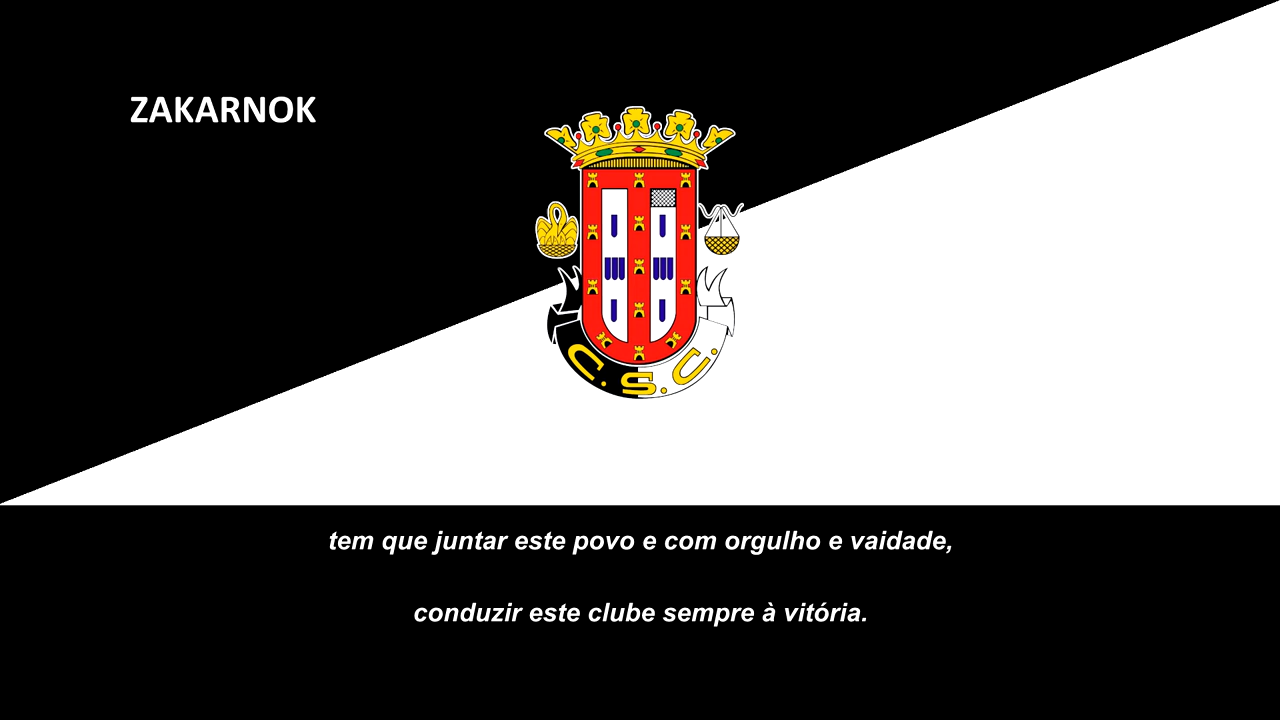 ZAKARNOK
C.S.C.
tem que juntar este povo e com orgulho e vaidade,
conduzir este clube sempre à vitória.